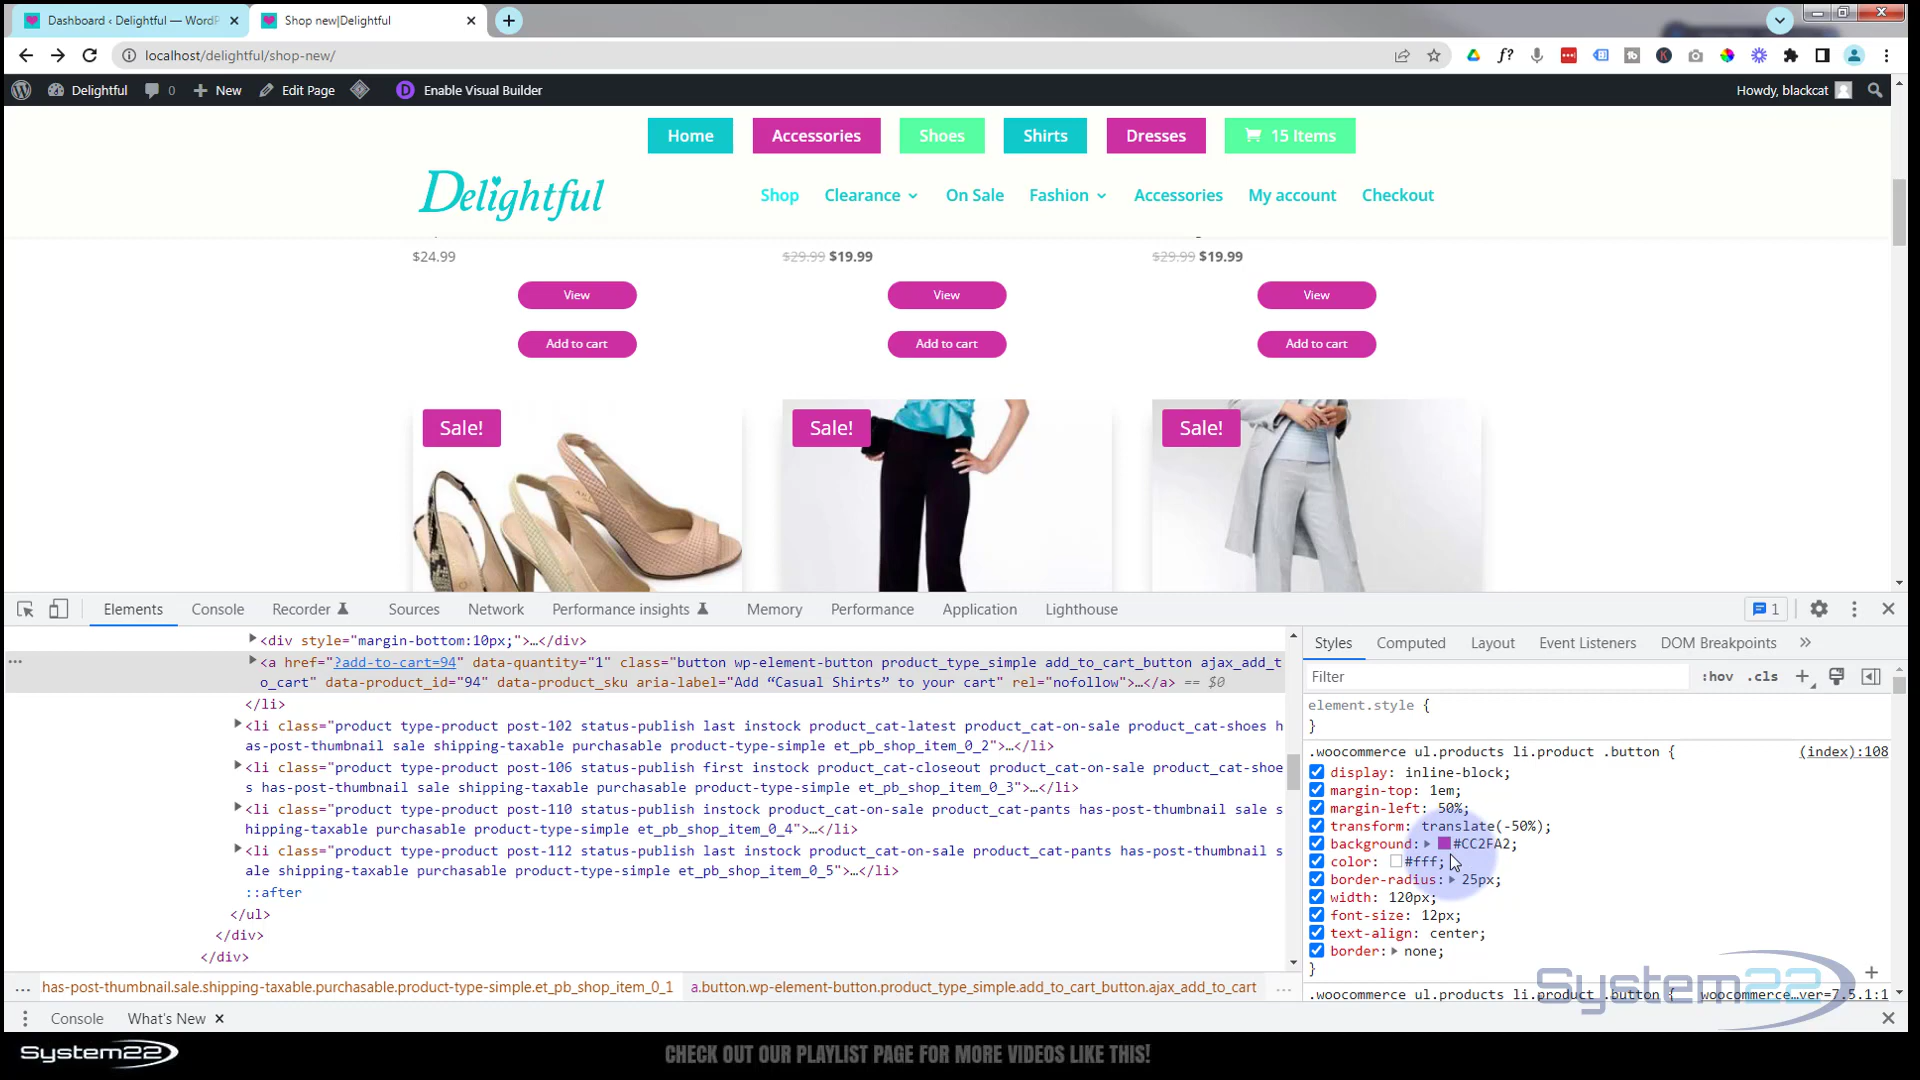 Dashboard ‹ Delightful — WordP
Shop new|Delightful
localhost/delightful/shop-new/
f?
Delightful
0
New
Edit Page
Enable Visual Builder
Howdy, blackcat
Home
Accessories
Shoes
Shirts
Dresses
15 Items
Delightful
Shop
Clearance
On Sale
Fashion
Accessories
My account
Checkout
$24.99
$29.99 $19.99
$29.99 $19.99
View
View
View
Add to cart
Add to cart
Add to cart
Sale!
Sale!
Sale!
Elements
Console
Recorder
Sources
Network
Performance insights
Memory
Performance
Application
Lighthouse
1
<div style="margin-bottom:10px;">…</div>
<a href="?add-to-cart=94" data-quantity="1" class="button wp-element-button product_type_simple add_to_cart_button ajax_add_t
o_cart" data-product_id="94" data-product_sku aria-label="Add “Casual Shirts” to your cart" rel="nofollow">…</a> == $0
</li>
<li class="product type-product post-102 status-publish last instock product_cat-latest product_cat-on-sale product_cat-shoes h
as-post-thumbnail sale shipping-taxable purchasable product-type-simple et_pb_shop_item_0_2">…</li>
<li class="product type-product post-106 status-publish first instock product_cat-closeout product_cat-on-sale product_cat-shoe
s has-post-thumbnail sale shipping-taxable purchasable product-type-simple et_pb_shop_item_0_3">…</li>
<li class="product type-product post-110 status-publish instock product_cat-on-sale product_cat-pants has-post-thumbnail sale s
hipping-taxable purchasable product-type-simple et_pb_shop_item_0_4">…</li>
<li class="product type-product post-112 status-publish last instock product_cat-on-sale product_cat-pants has-post-thumbnail
sale shipping-taxable purchasable product-type-simple et_pb_shop_item_0_5">…</li>
::after
</ul>
</div>
</div>
... has-post-thumbnail.sale.shipping-taxable.purchasable.product-type-simple.et_pb_shop_item_0_1
a.button.wp-element-button.product_type_simple.add_to_cart_button.ajax_add_to_cart ...
Styles
Computed
Layout
Event Listeners
DOM Breakpoints
Filter
:hov
.cls
element.style {
}
.woocommerce ul.products li.product .button {
(index):108
display: inline-block;
margin-top: 1em;
margin-left: 50%;
transform: translate(-50%);
background: #CC2FA2;
color: #fff;
border-radius: 25px;
width: 120px;
font-size: 12px;
text-align: center;
border: none;
}
.woocommerce ul.products li.product .button {
woocommerce…ver=7.5.1:1
System22
Console
What's New
System22
CHECK OUT OUR PLAYLIST PAGE FOR MORE VIDEOS LIKE THIS!